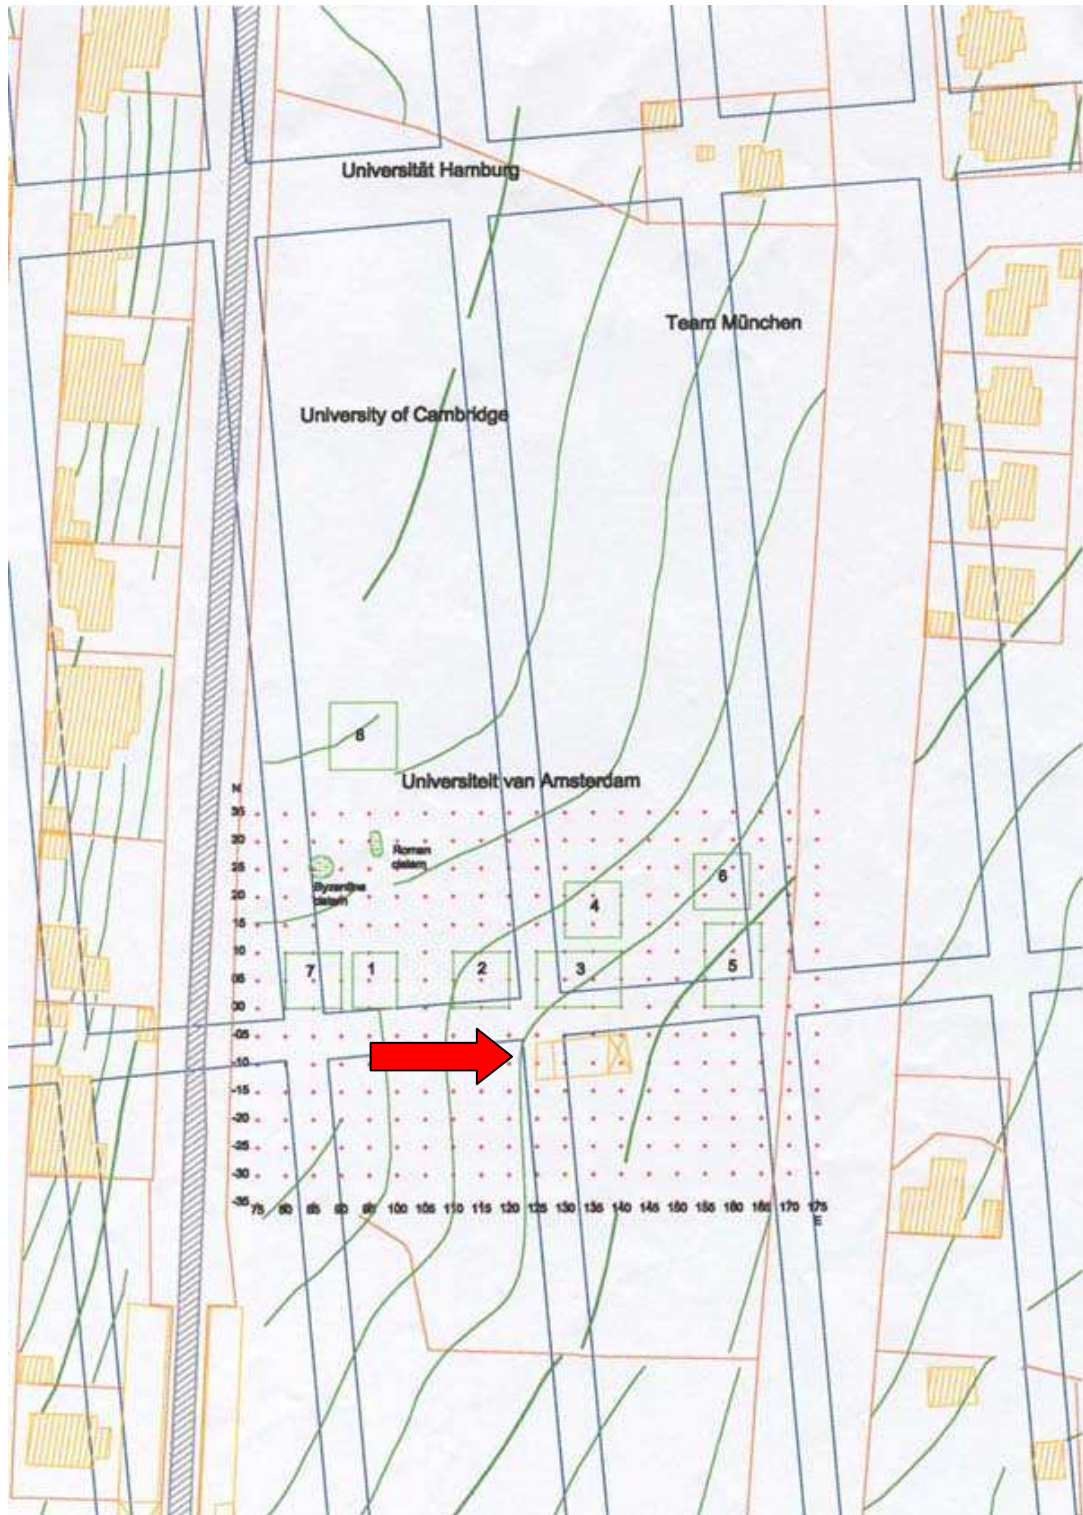 Universität Hamburg
Team München
University of Cambridge
8
Universiteit van Amsterdam
N
35
30
25
20
15
10
05
00
-05
-10
-15
-20
-25
-30
-35
Roman
cistern
Byzantine
cistern
6
4
7
1
2
3
5
75 80 85 90 95 100 105 110 115 120 125 130 135 140 145 150 155 160 165 170 175
E